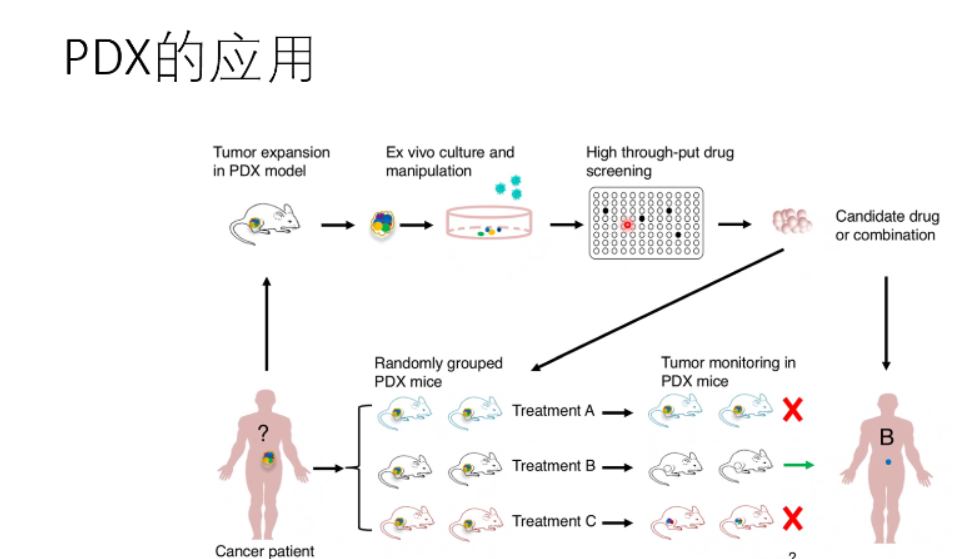 PDX的应用
Tumor expansion
in PDX model
Ex vivo culture and
manipulation
High through-put drug
screening
Candidate drug
or combination
Randomly grouped
PDX mice
Tumor monitoring in
PDX mice
Treatment A
?
B
Treatment B
Treatment C
Cancer patient
?